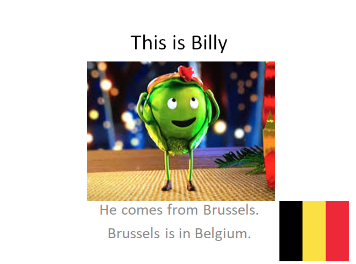 This is Billy
He comes from Brussels.
Brussels is in Belgium.